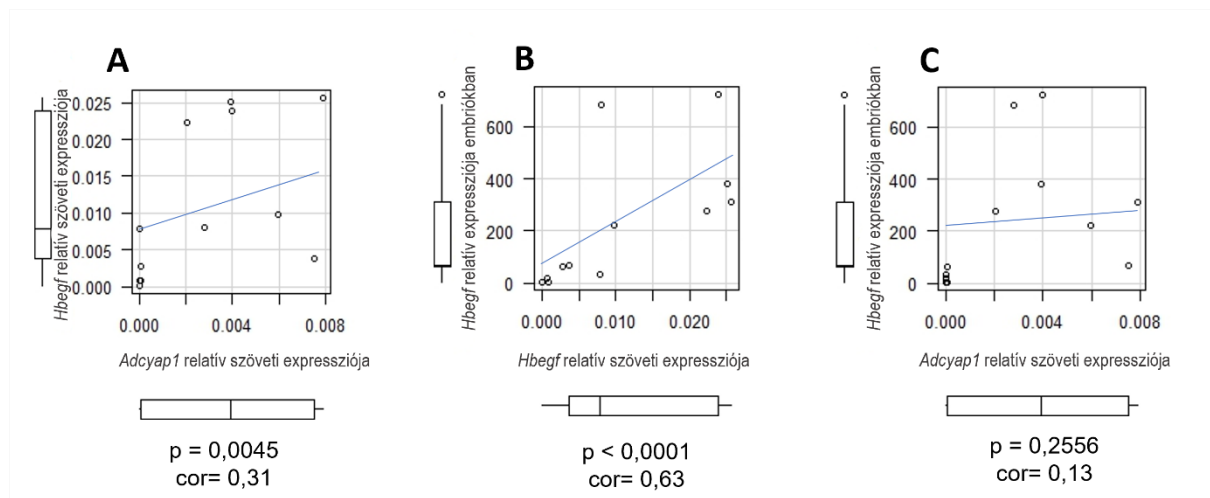 A
Hbegf relatív szöveti expressziója
0.025
0.020
0.015
0.010
0.005
0.000
0.000
0.004
0.008
Adcyap1 relatív szöveti expressziója
p = 0,0045
cor= 0,31
B
Hbegf relatív expressziója embriókban
600
400
200
0
0.000
0.010
0.020
Hbegf relatív szöveti expressziója
p < 0,0001
cor= 0,63
C
Hbegf relatív expressziója embriókban
600
400
200
0
0.000
0.004
0.008
Adcyap1 relatív szöveti expressziója
p = 0,2556
cor= 0,13